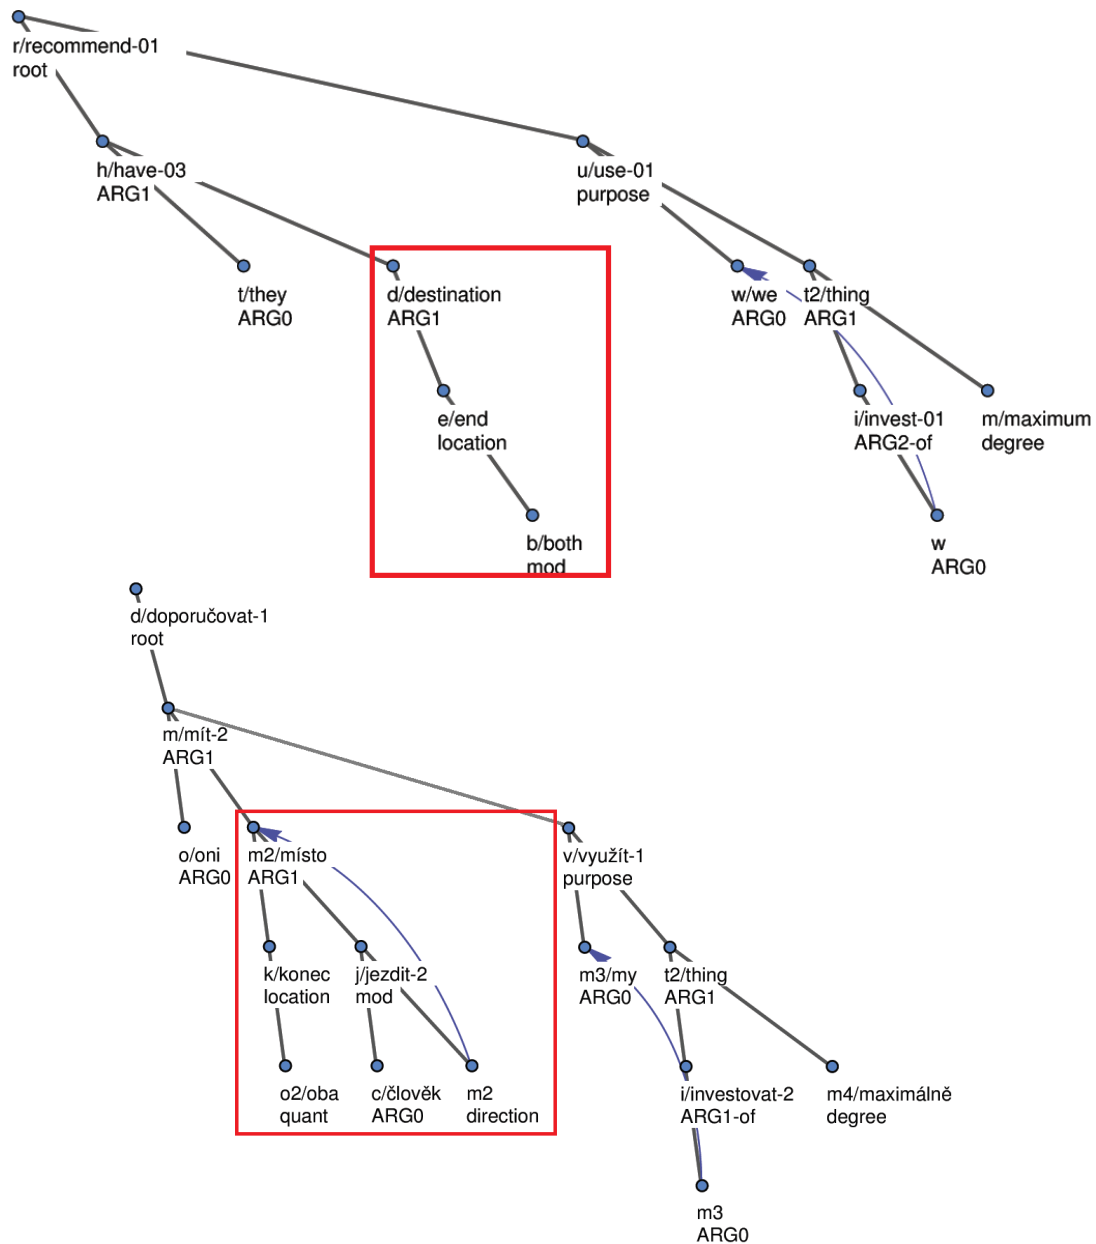 r/recommend-01
root
h/have-03
ARG1
u/use-01
purpose
t/they
ARG0
d/destination
ARG1
w/we
ARG0
t2/thing
ARG1
e/end
location
i/invest-01
ARG2-of
m/maximum
degree
b/both
mod
w
ARG0
d/doporučovat-1
root
m/mít-2
ARG1
o/oni
ARG0
m2/místo
ARG1
v/využít-1
purpose
k/konec
location
j/jezdit-2
mod
m3/my
ARG0
t2/thing
ARG1
o2/oba
quant
c/člověk
ARG0
m2
direction
i/investovat-2
ARG1-of
m4/maximálně
degree
m3
ARG0